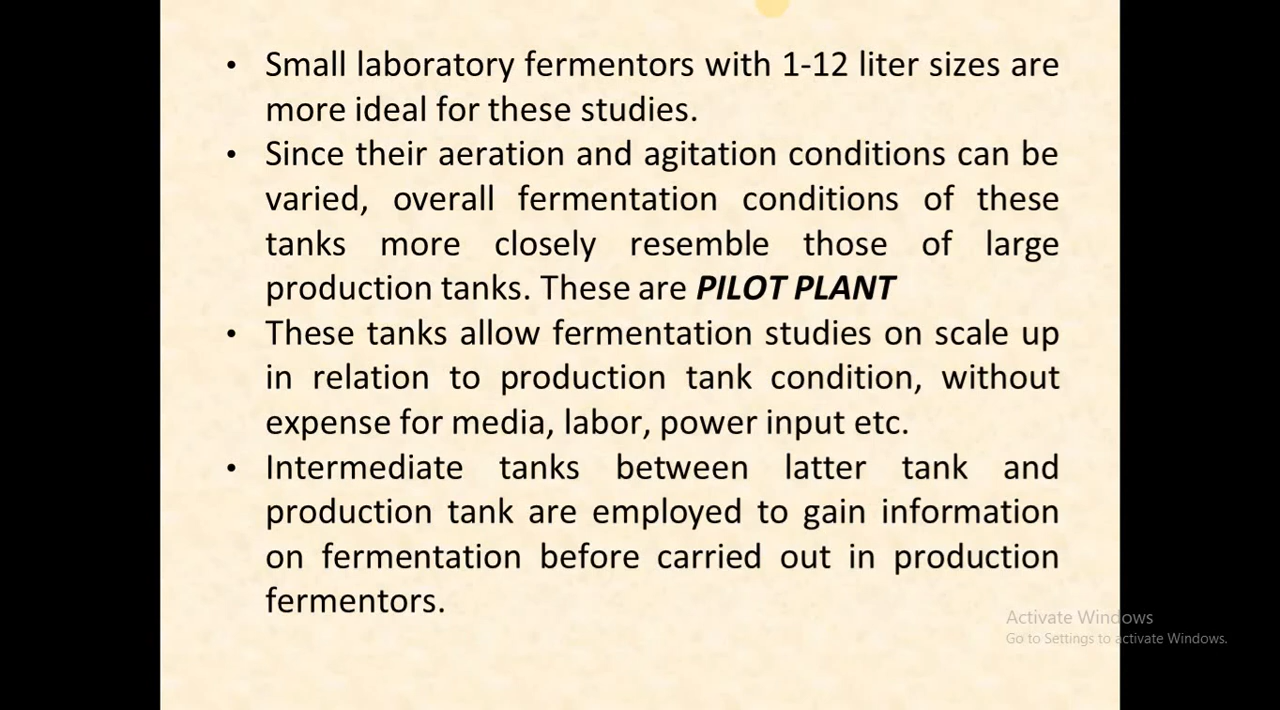 • Small laboratory fermentors with 1-12 liter sizes are
more ideal for these studies.
• Since their aeration and agitation conditions can be
varied, overall fermentation conditions of these
tanks more closely resemble those of large
production tanks. These are PILOT PLANT
• These tanks allow fermentation studies on scale up
in relation to production tank condition, without
expense for media, labor, power input etc.
• Intermediate tanks between latter tank and
production tank are employed to gain information
on fermentation before carried out in production
fermentors.
Activate Windows
Go to Settings to activate Windows.